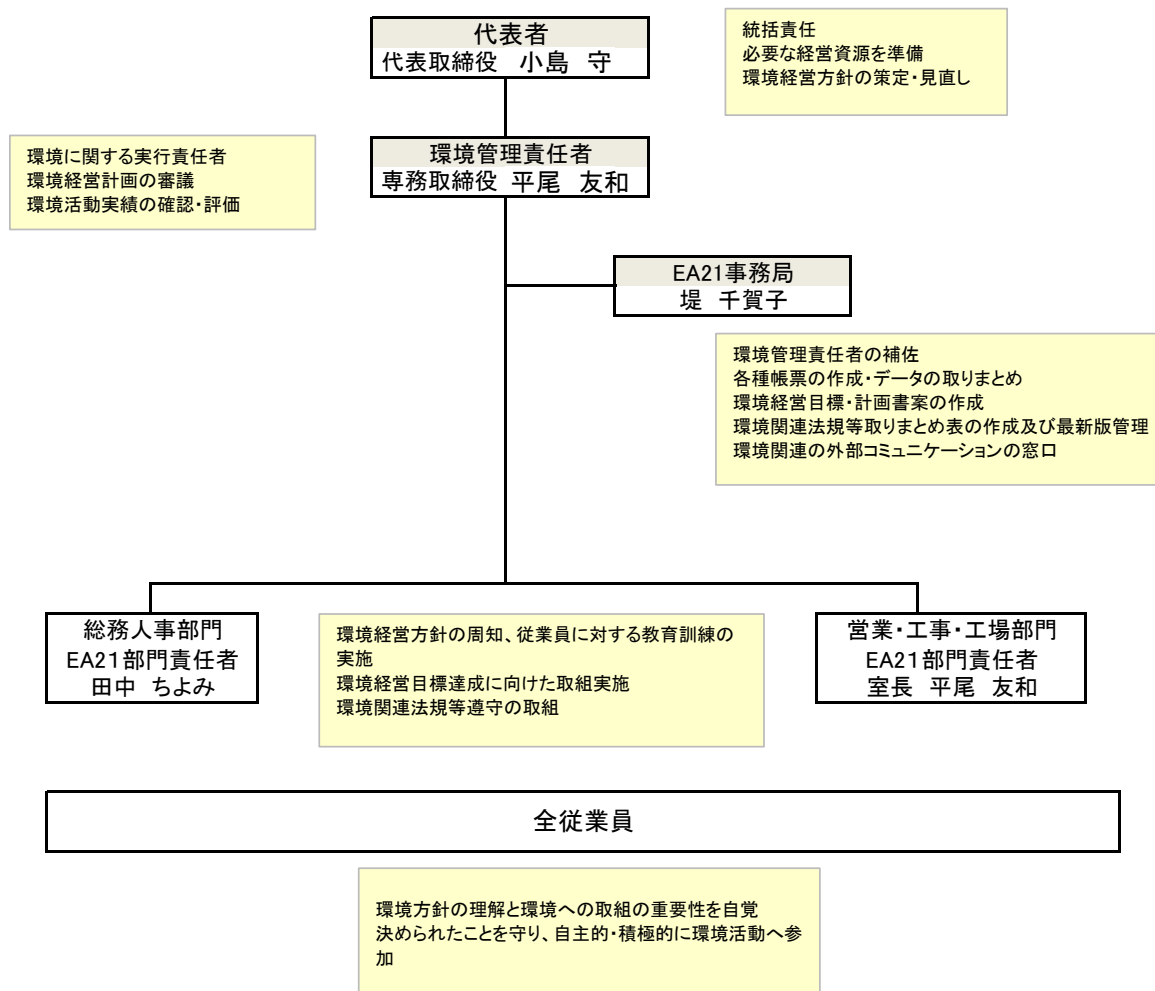 代表者
代表取締役 小島 守
統括責任
必要な経営資源を準備
環境経営方針の策定・見直し
環境に関する実行責任者
環境経営計画の審議
環境活動実績の確認・評価
環境管理責任者
専務取締役 平尾 友和
EA21事務局
堤 千賀子
環境管理責任者の補佐
各種帳票の作成・データの取りまとめ
環境経営目標・計画書案の作成
環境関連法規等取りまとめ表の作成及び最新版管理
環境関連の外部コミュニケーションの窓口
総務人事部門
EA21部門責任者
田中 ちよみ
環境経営方針の周知、従業員に対する教育訓練の
実施
環境経営目標達成に向けた取組実施
環境関連法規等遵守の取組
営業・工事・工場部門
EA21部門責任者
室長 平尾 友和
全従業員
環境方針の理解と環境への取組の重要性を自覚
決められたことを守り、自主的・積極的に環境活動へ参
加